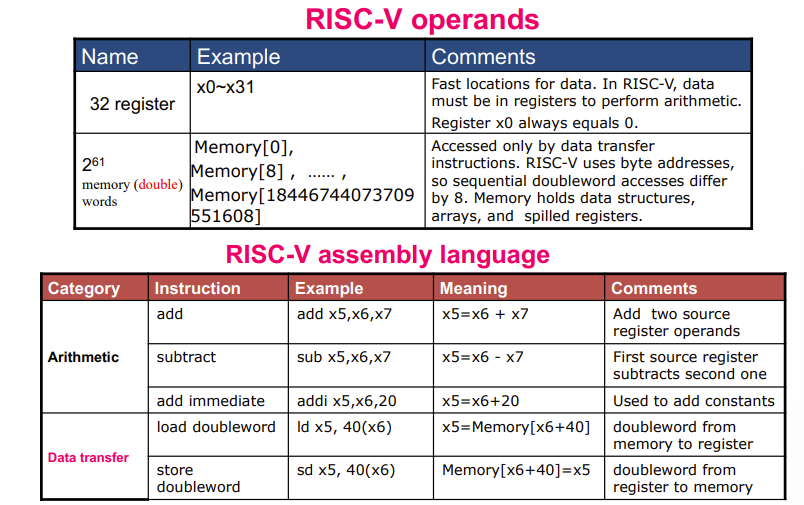 RISC-V operands
Name Example Comments
32 register x0~x31 Fast locations for data. In RISC-V, data
must be in registers to perform arithmetic.
Register x0 always equals 0.
2^61
memory (double)
words
Memory[0],
Memory[8] , …… ,
Memory[18446744073709
551608]
Accessed only by data transfer
instructions. RISC-V uses byte addresses,
so sequential doubleword accesses differ
by 8. Memory holds data structures,
arrays, and spilled registers.
RISC-V assembly language
Category Instruction Example Meaning Comments
Arithmetic
add add x5,x6,x7 x5=x6 + x7 Add two source
register operands
subtract sub x5,x6,x7 x5=x6 - x7 First source register
subtracts second one
add immediate addi x5,x6,20 x5=x6+20 Used to add constants
Data transfer
load doubleword ld x5, 40(x6) x5=Memory[x6+40] doubleword from
memory to register
store
doubleword
sd x5, 40(x6) Memory[x6+40]=x5 doubleword from
register to memory